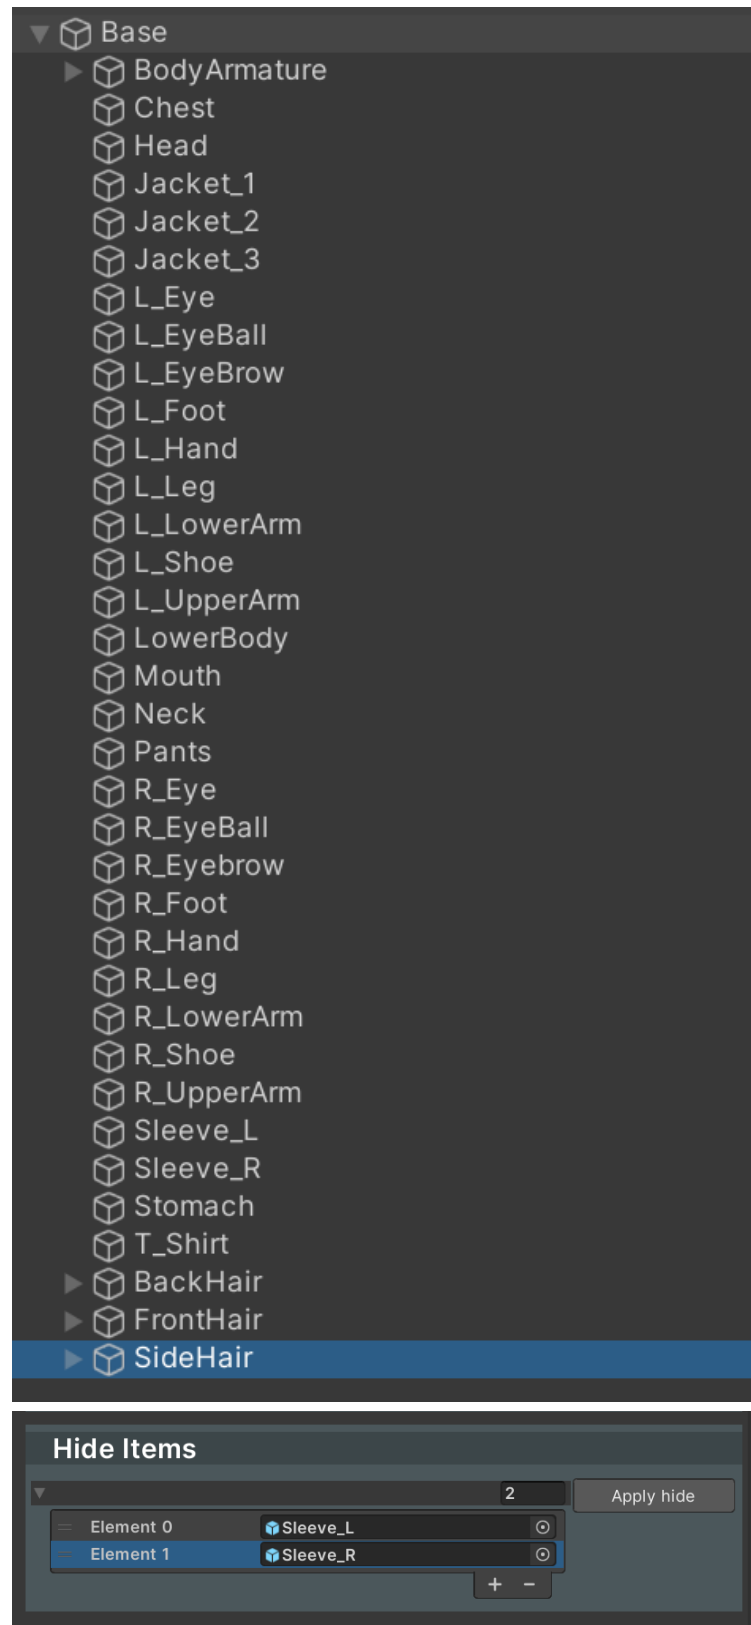 Base
BodyArmature
Chest
Head
Jacket_1
Jacket_2
Jacket_3
L_Eye
L_EyeBall
L_EyeBrow
L_Foot
L_Hand
L_Leg
L_LowerArm
L_Shoe
L_UpperArm
LowerBody
Mouth
Neck
Pants
R_Eye
R_EyeBall
R_Eyebrow
R_Foot
R_Hand
R_Leg
R_LowerArm
R_Shoe
R_UpperArm
Sleeve_L
Sleeve_R
Stomach
T_Shirt
BackHair
FrontHair
SideHair
Hide Items
2 Apply hide
Element 0 Sleeve_L
Element 1 Sleeve_R
+ −